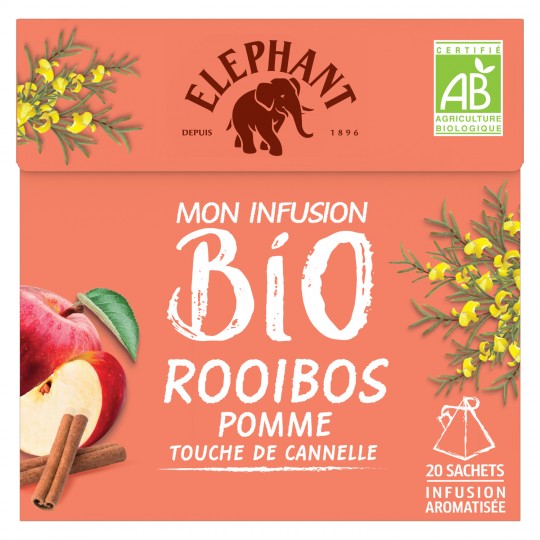 ELEPHANT
DEPUIS 1896
CERTIFIÉ
AB
AGRICULTURE
BIOLOGIQUE
MON INFUSION
BIO
ROOIBOS
POMME
TOUCHE DE CANNELLE
20 SACHETS
INFUSION
AROMATISÉE